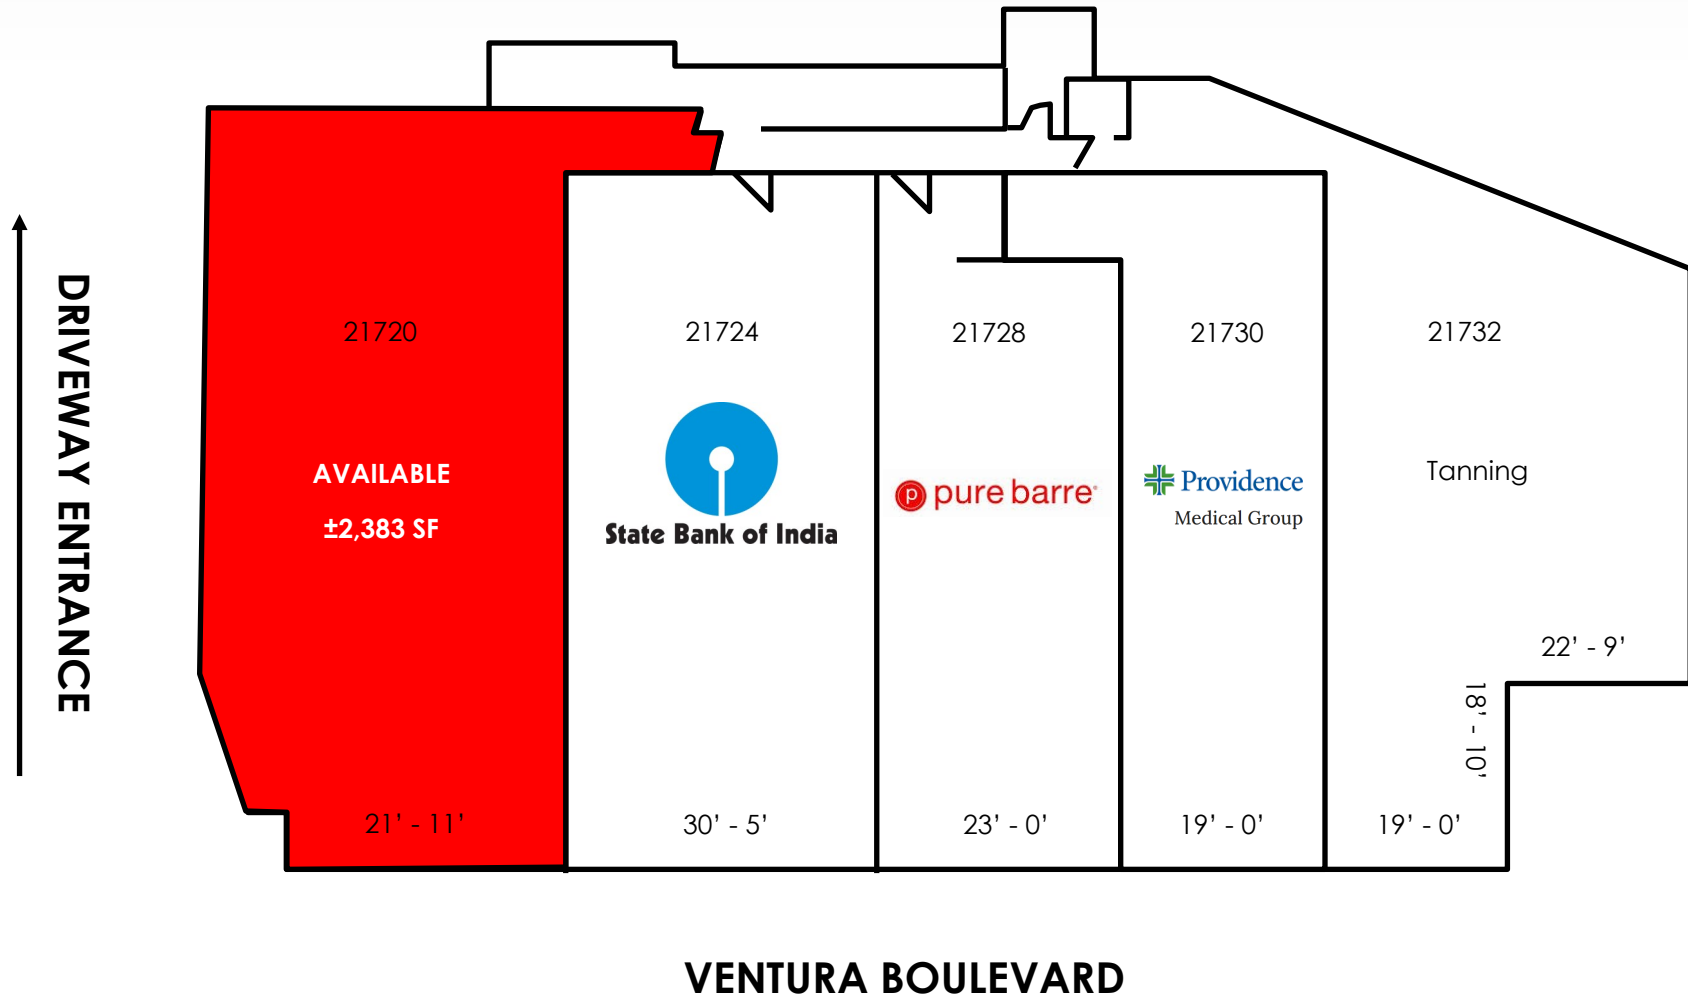 DRIVEWAY ENTRANCE
21720
AVAILABLE
±2,383 SF
21' - 11'
21724
State Bank of India
30' - 5'
21728
p
pure barre
23' - 0'
21730
Providence
Medical Group
19' - 0'
21732
Tanning
22' - 9'
18' - 10'
19' - 0'
VENTURA BOULEVARD